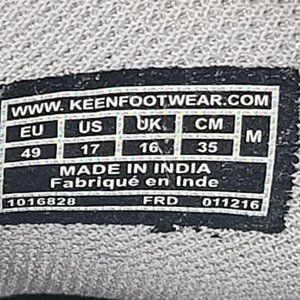 WWW. KEENFOOTWEAR.COM
EU US UK CM M
49 17 16 35
MADE IN INDIA
Fabriqué en Inde
1016828 FRD 011216